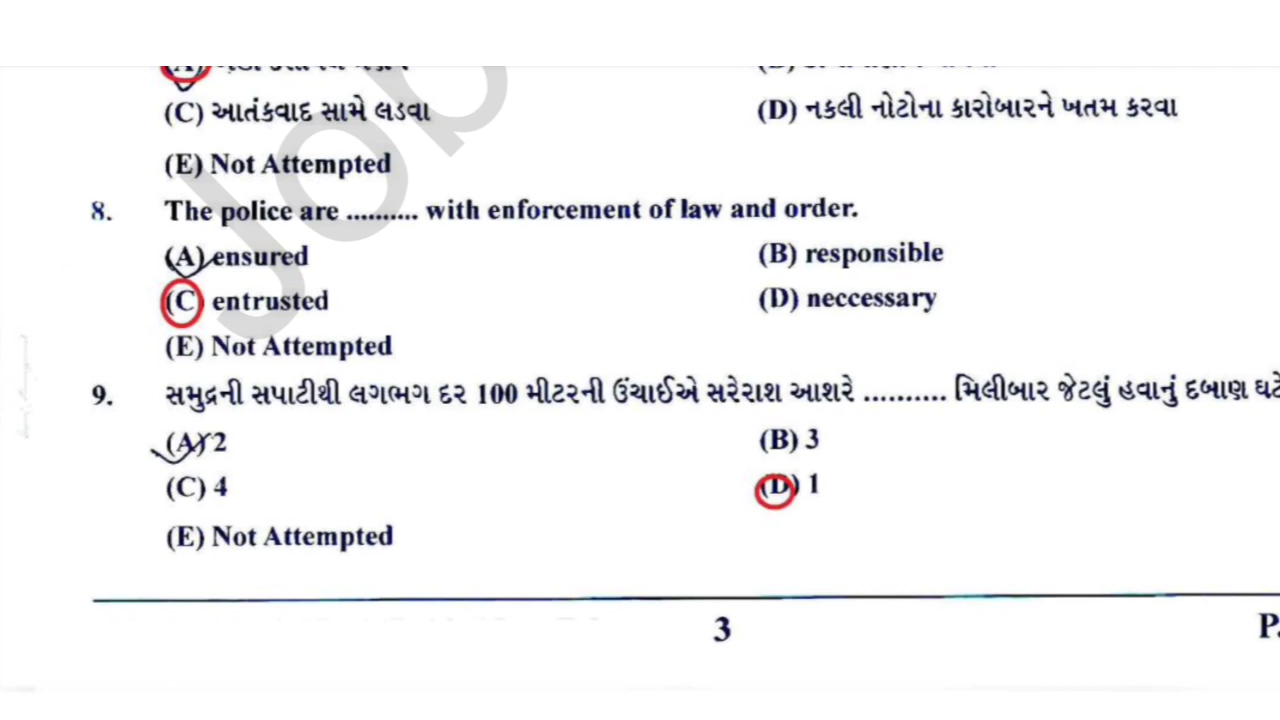 (C) આતંકવાદ સામે લડવા (D) નકલી નોટોના કારોબારને ખતમ કરવા
(E) Not Attempted
8. The police are .......... with enforcement of law and order.
(A) ensured (B) responsible
(C) entrusted (D) neccessary
(E) Not Attempted
9. સમુદ્રની સપાટીથી લગભગ દર 100 મીટરની ઉંચાઈએ સરેરાશ આશરે .......... મિલીબાર જેટલું હવાનું દબાણ ઘટે
(A) 2 (B) 3
(C) 4 (D) 1
(E) Not Attempted
3 P.
Job